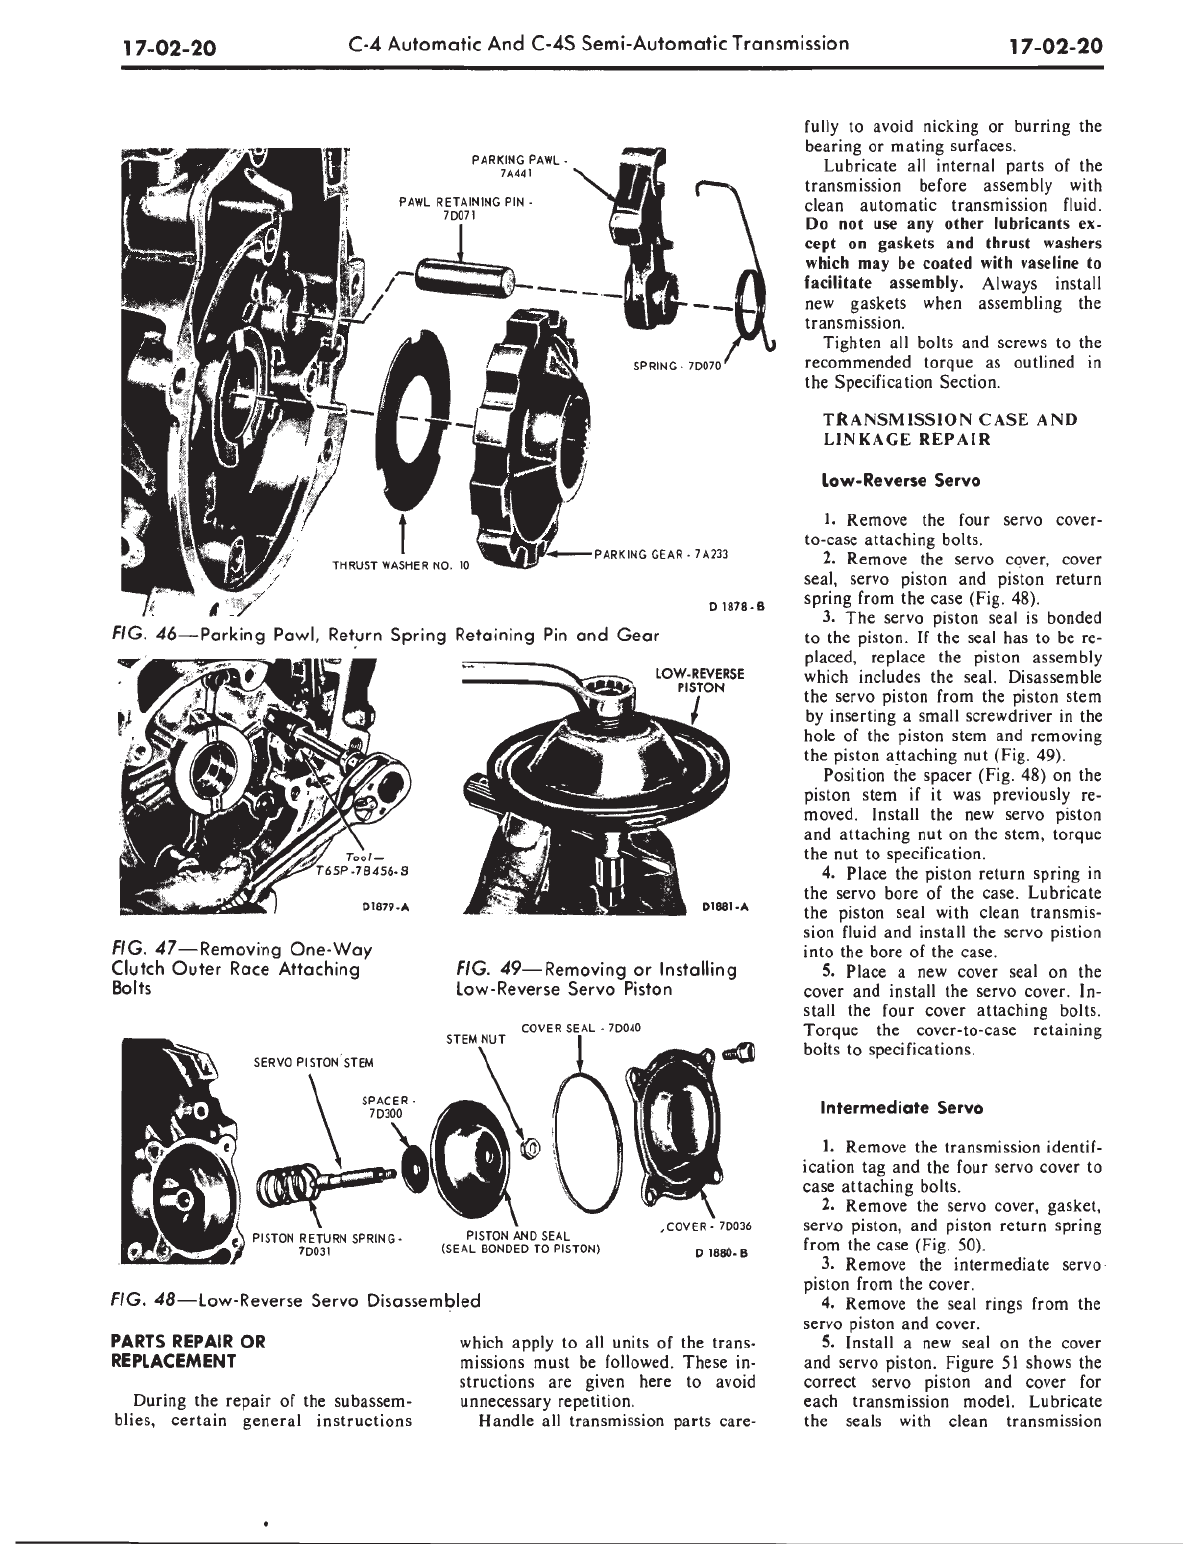 17-02-20
C-4 Automatic And C-4S Semi-Automatic Transmission
17-02-20
PARKING PAWL -
7A441
PAWL RETAINING PIN -
7D071
SPRING - 7D070
THRUST WASHER NO. 10
PARKING GEAR - 7A233
D 1878-B
FIG. 46—Parking Pawl, Return Spring Retaining Pin and Gear
Tool—
T65P-7B456-B
D1879-A
FIG. 47—Removing One-Way
Clutch Outer Race Attaching
Bolts
LOW-REVERSE
PISTON
D1881-A
FIG. 49—Removing or Installing
Low-Reverse Servo Piston
SERVO PISTON STEM
SPACER -
7D300
STEM NUT
COVER SEAL - 7D040
PISTON RETURN SPRING -
7D031
PISTON AND SEAL
(SEAL BONDED TO PISTON)
COVER - 7D036
D 1880-B
FIG. 48—Low-Reverse Servo Disassembled
PARTS REPAIR OR
REPLACEMENT
During the repair of the subassem-
blies, certain general instructions
which apply to all units of the trans-
missions must be followed. These in-
structions are given here to avoid
unnecessary repetition.
Handle all transmission parts care-
fully to avoid nicking or burring the
bearing or mating surfaces.
Lubricate all internal parts of the
transmission before assembly with
clean automatic transmission fluid.
Do not use any other lubricants ex-
cept on gaskets and thrust washers
which may be coated with vaseline to
facilitate assembly. Always install
new gaskets when assembling the
transmission.
Tighten all bolts and screws to the
recommended torque as outlined in
the Specification Section.
TRANSMISSION CASE AND
LINKAGE REPAIR
Low-Reverse Servo
1. Remove the four servo cover-
to-case attaching bolts.
2. Remove the servo cover, cover
seal, servo piston and piston return
spring from the case (Fig. 48).
3. The servo piston seal is bonded
to the piston. If the seal has to be re-
placed, replace the piston assembly
which includes the seal. Disassemble
the servo piston from the piston stem
by inserting a small screwdriver in the
hole of the piston stem and removing
the piston attaching nut (Fig. 49).
Position the spacer (Fig. 48) on the
piston stem if it was previously re-
moved. Install the new servo piston
and attaching nut on the stem, torque
the nut to specification.
4. Place the piston return spring in
the servo bore of the case. Lubricate
the piston seal with clean transmis-
sion fluid and install the servo pistion
into the bore of the case.
5. Place a new cover seal on the
cover and install the servo cover. In-
stall the four cover attaching bolts.
Torque the cover-to-case retaining
bolts to specifications.
Intermediate Servo
1. Remove the transmission identif-
ication tag and the four servo cover to
case attaching bolts.
2. Remove the servo cover, gasket,
servo piston, and piston return spring
from the case (Fig. 50).
3. Remove the intermediate servo
piston from the cover.
4. Remove the seal rings from the
servo piston and cover.
5. Install a new seal on the cover
and servo piston. Figure 51 shows the
correct servo piston and cover for
each transmission model. Lubricate
the seals with clean transmission